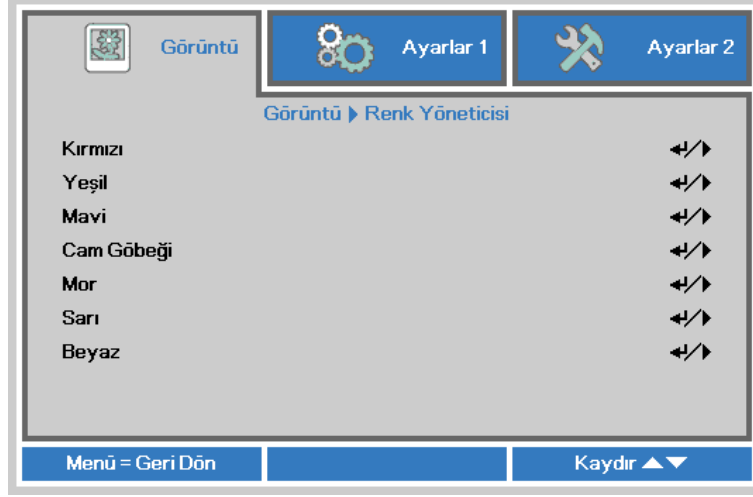 Görüntü
Ayarlar 1
Ayarlar 2
Görüntü ▶ Renk Yöneticisi
Kırmızı ↵/▶
Yeşil ↵/▶
Mavi ↵/▶
Cam Göbeği ↵/▶
Mor ↵/▶
Sarı ↵/▶
Beyaz ↵/▶
Menü = Geri Dön
Kaydır ▲▼